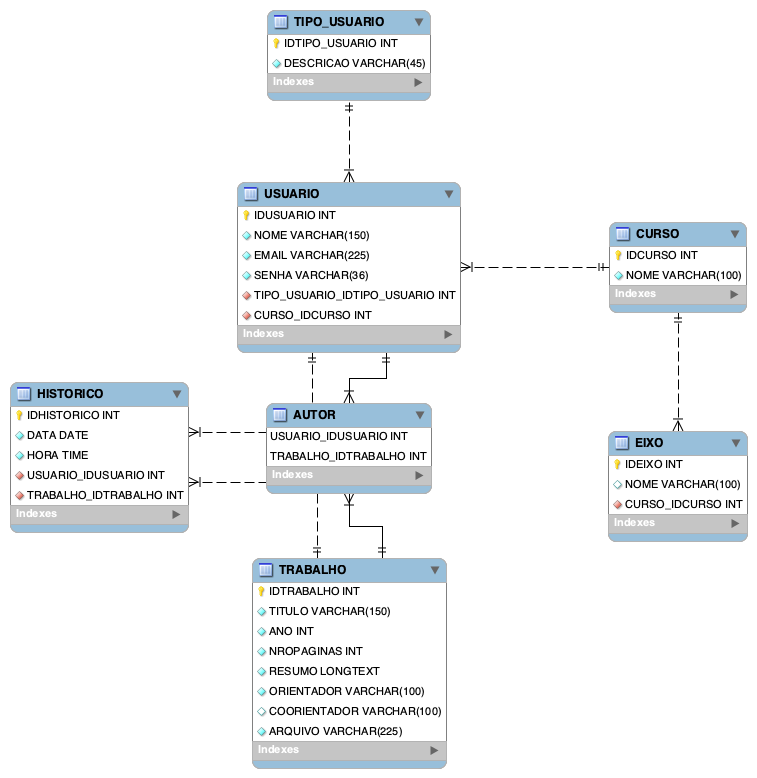 TIPO_USUARIO
IDTIPO_USUARIO INT
DESCRICAO VARCHAR(45)
Indexes
USUARIO
IDUSUARIO INT
NOME VARCHAR(150)
EMAIL VARCHAR(225)
SENHA VARCHAR(36)
TIPO_USUARIO_IDTIPO_USUARIO INT
CURSO_IDCURSO INT
Indexes
CURSO
IDCURSO INT
NOME VARCHAR(100)
Indexes
HISTORICO
IDHISTORICO INT
DATA DATE
HORA TIME
USUARIO_IDUSUARIO INT
TRABALHO_IDTRABALHO INT
Indexes
AUTOR
USUARIO_IDUSUARIO INT
TRABALHO_IDTRABALHO INT
Indexes
EIXO
IDEIXO INT
NOME VARCHAR(100)
CURSO_IDCURSO INT
Indexes
TRABALHO
IDTRABALHO INT
TITULO VARCHAR(150)
ANO INT
NROPAGINAS INT
RESUMO LONGTEXT
ORIENTADOR VARCHAR(100)
COORIENTADOR VARCHAR(100)
ARQUIVO VARCHAR(225)
Indexes